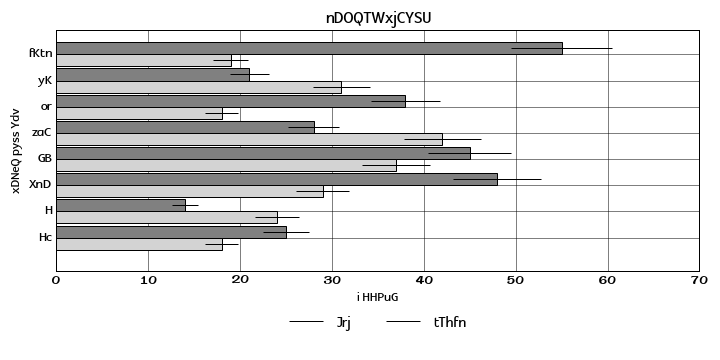 nDOQTWxjCYSU
fKtn
yK
or
zaC
GB
XnD
H
Hc
xDNeQ pyss Ydv
0 10 20 30 40 50 60 70
i HHPuG
Jrj tThfn